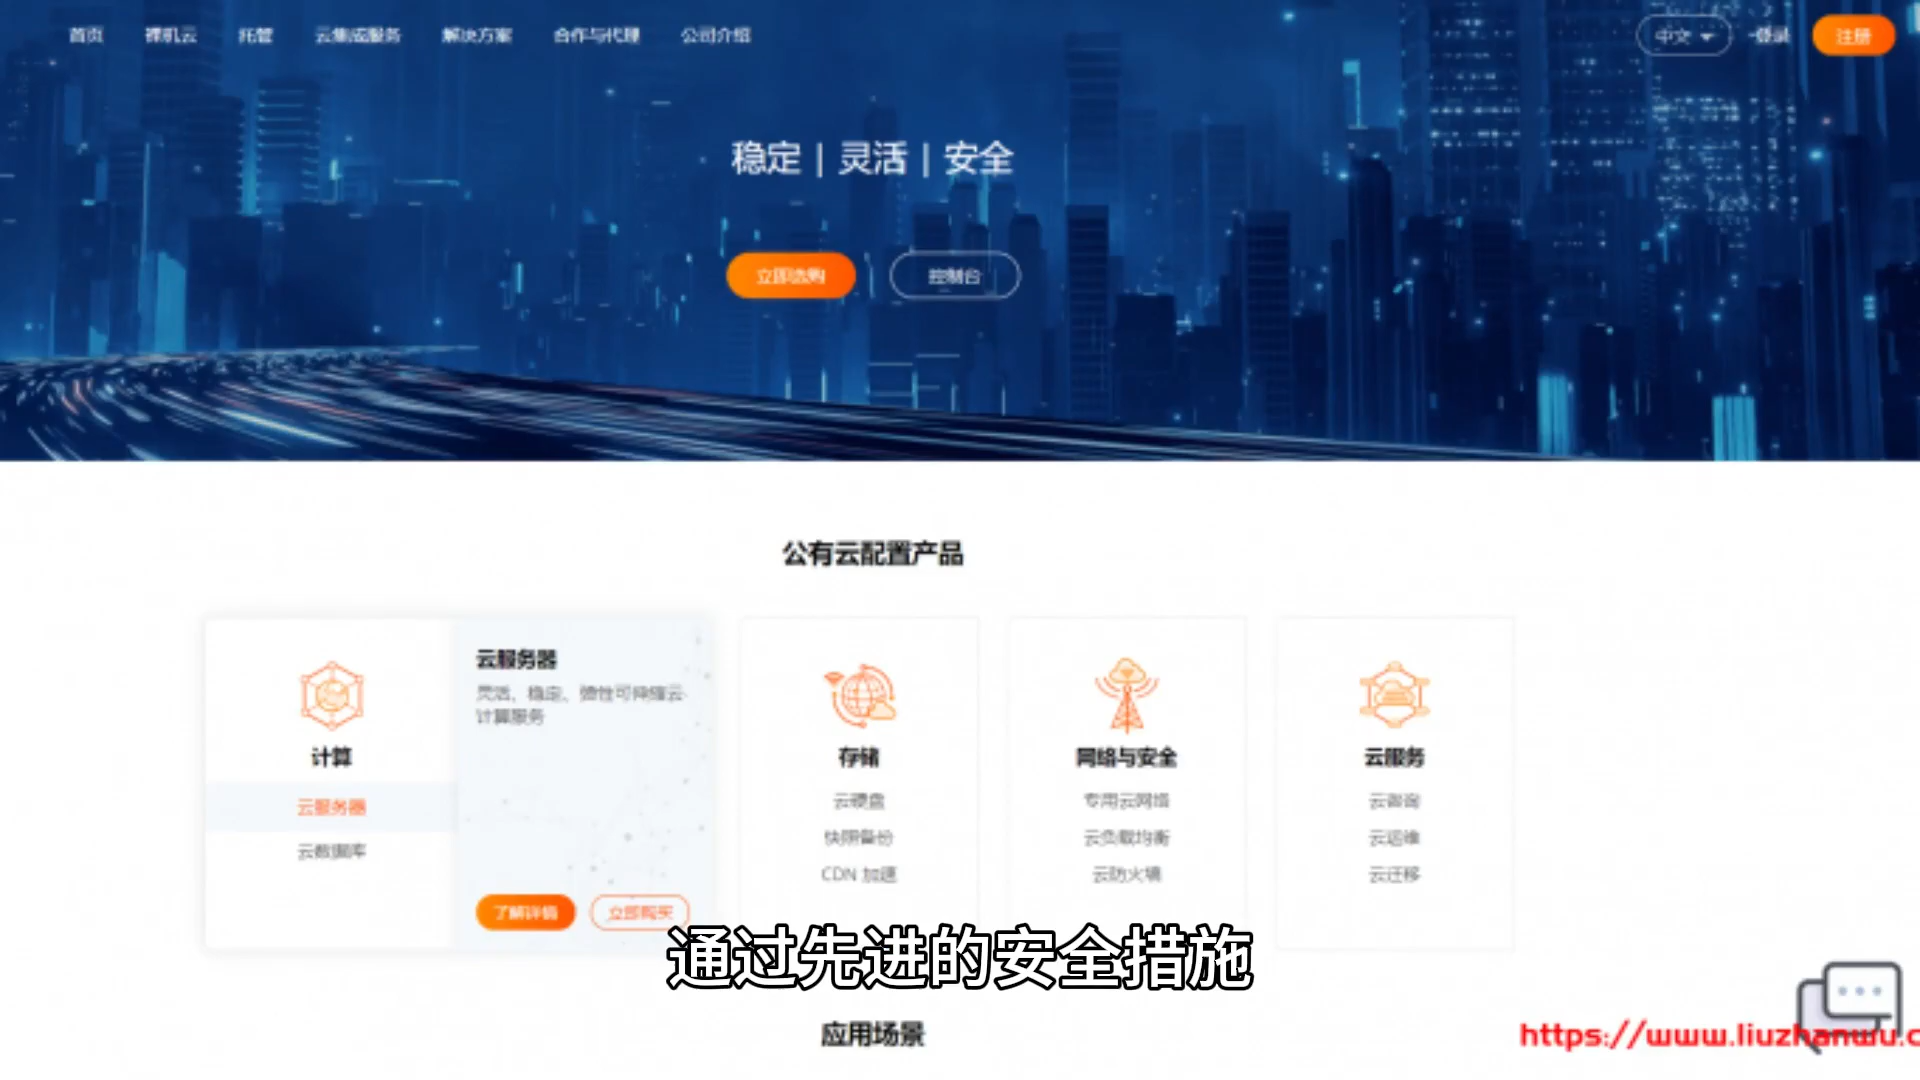 首页 裸机云 托管 云集成服务 解决方案 合作与代理 公司介绍 中文 登录 注册
稳定 | 灵活 | 安全
立即选购 控制台
公有云配置产品
计算
云服务器
云数据库
云服务器
灵活、稳定、弹性可伸缩云
计算服务
了解详情 立即购买
存储
云硬盘
快照备份
CDN 加速
网络与安全
专用云网络
云负载均衡
云防火墙
云服务
云咨询
云运维
云迁移
通过先进的安全措施
应用场景
https://www.liuzhanwu.c